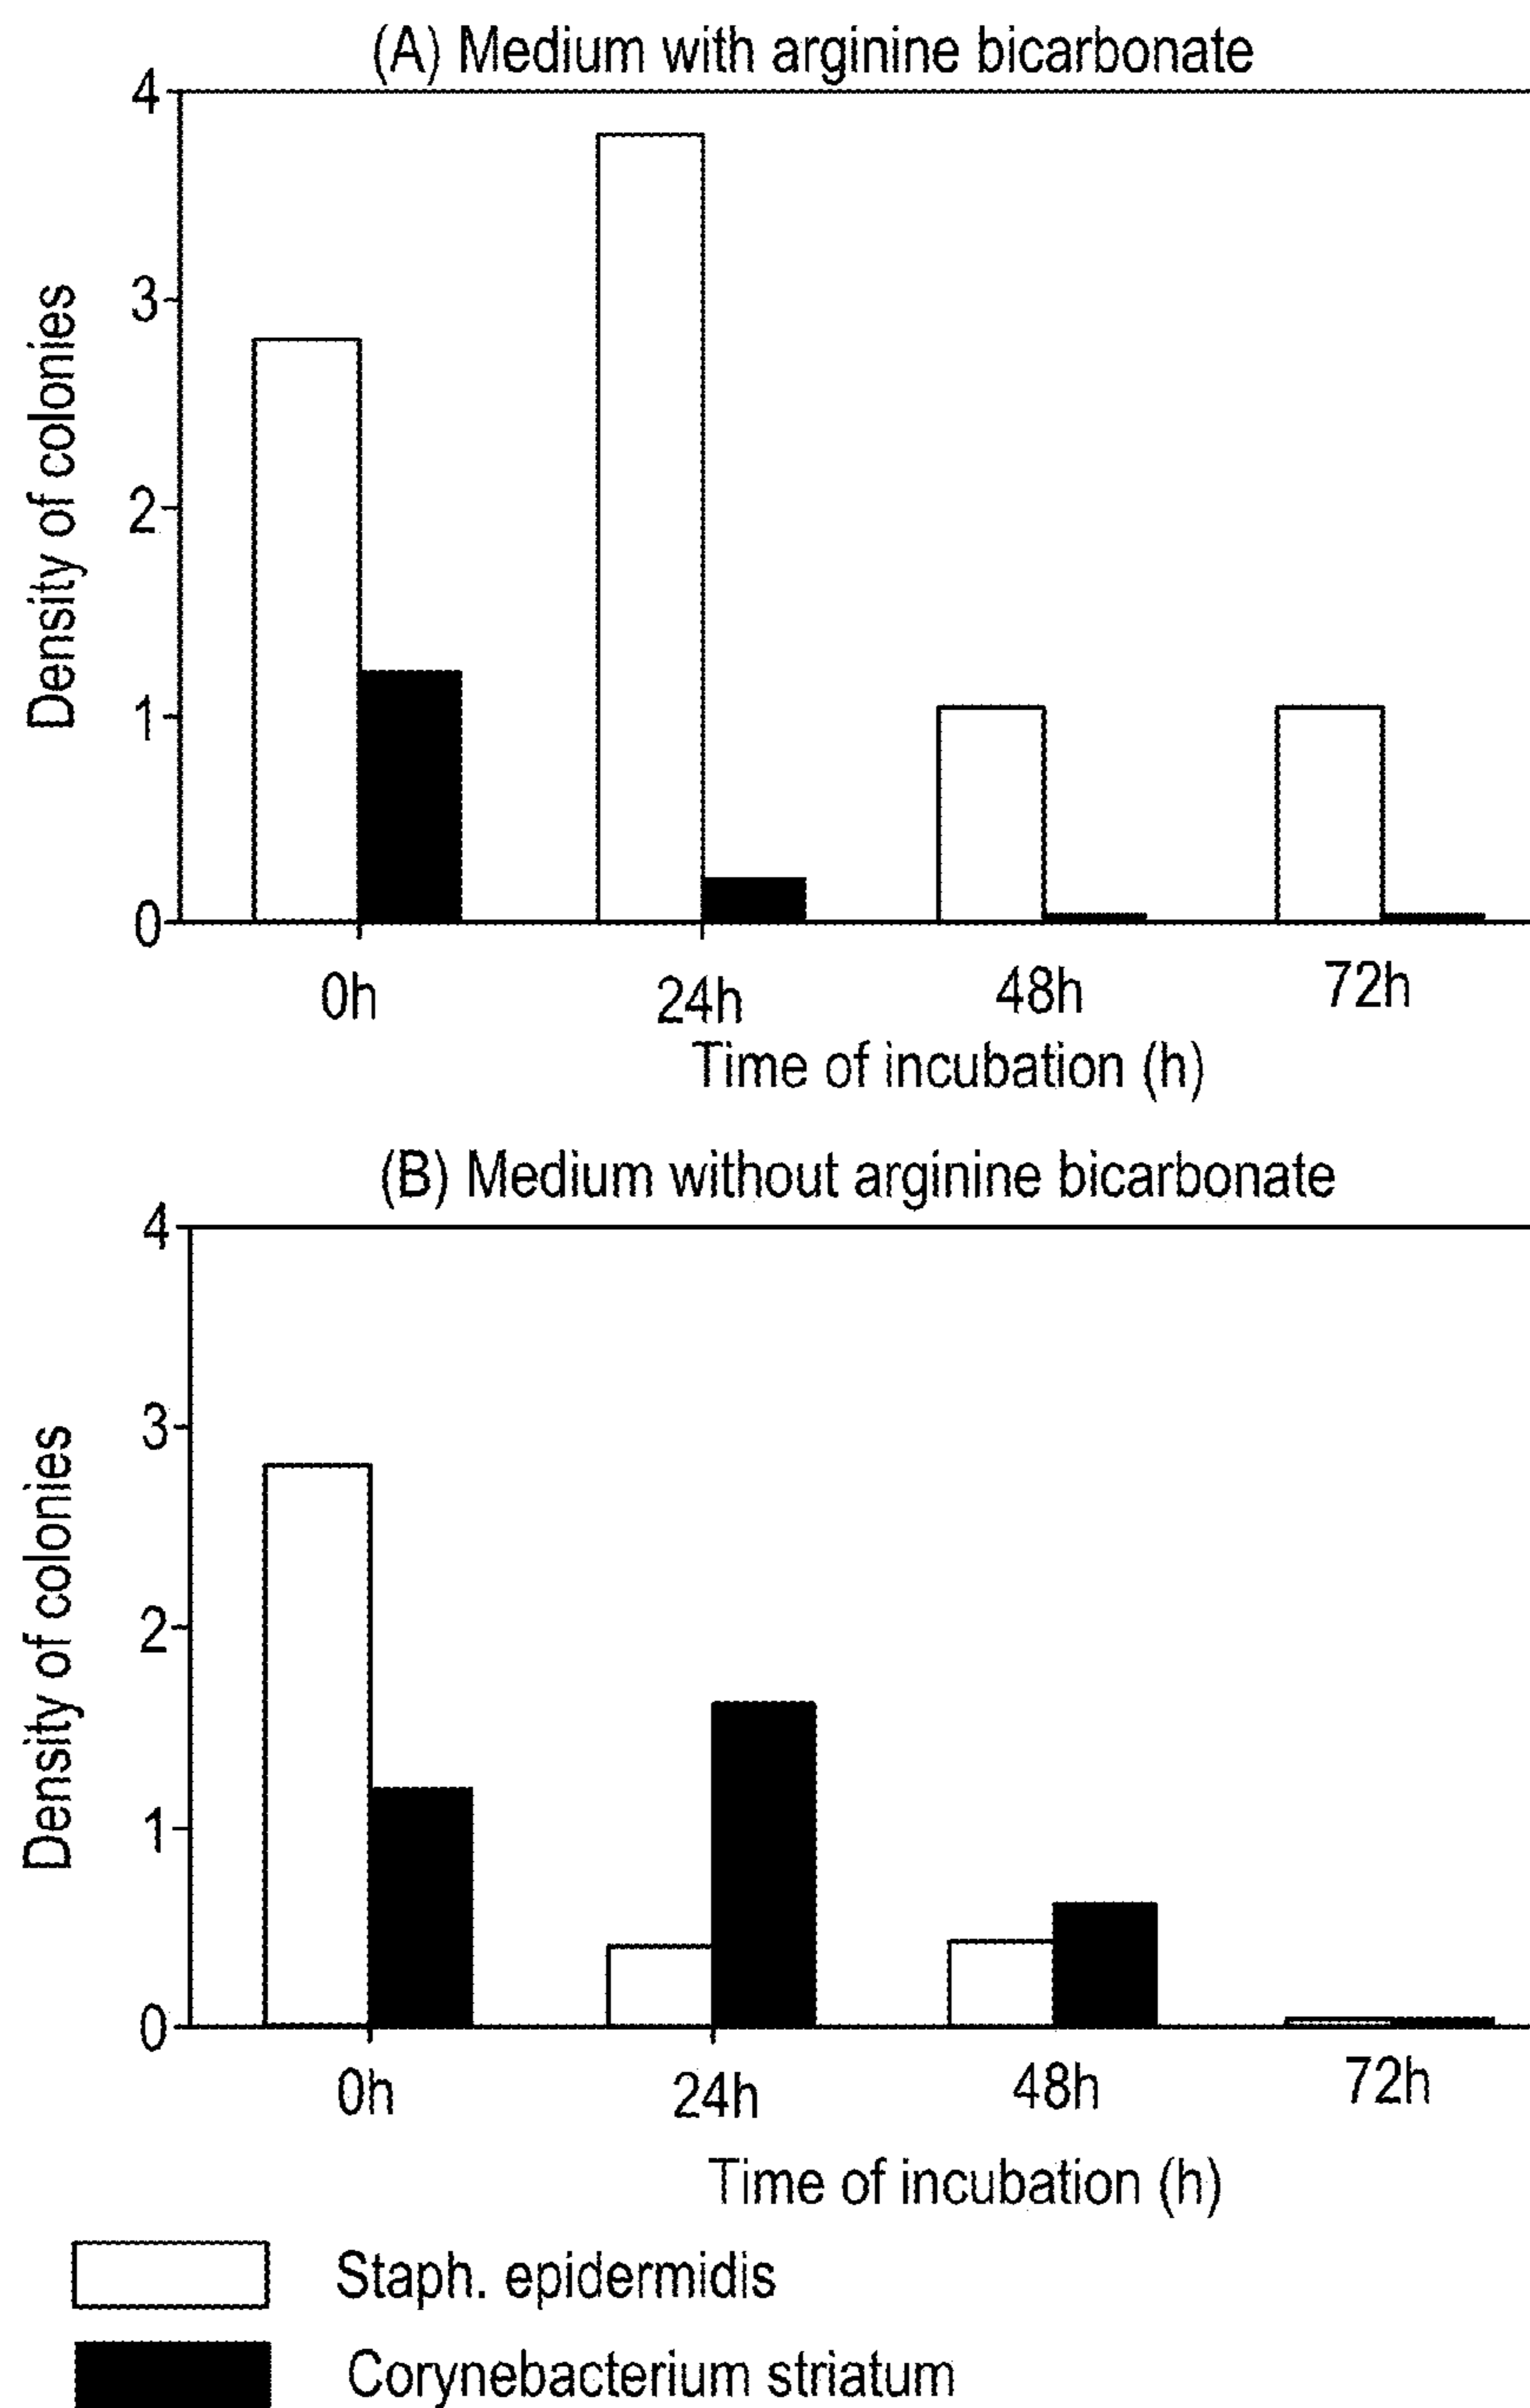 (A) Medium with arginine bicarbonate
Density of colonies
4
3
2
1
0
0h 24h 48h 72h
Time of incubation (h)
(B) Medium without arginine bicarbonate
Density of colonies
4
3
2
1
0
0h 24h 48h 72h
Time of incubation (h)
Staph. epidermidis
Corynebacterium striatum